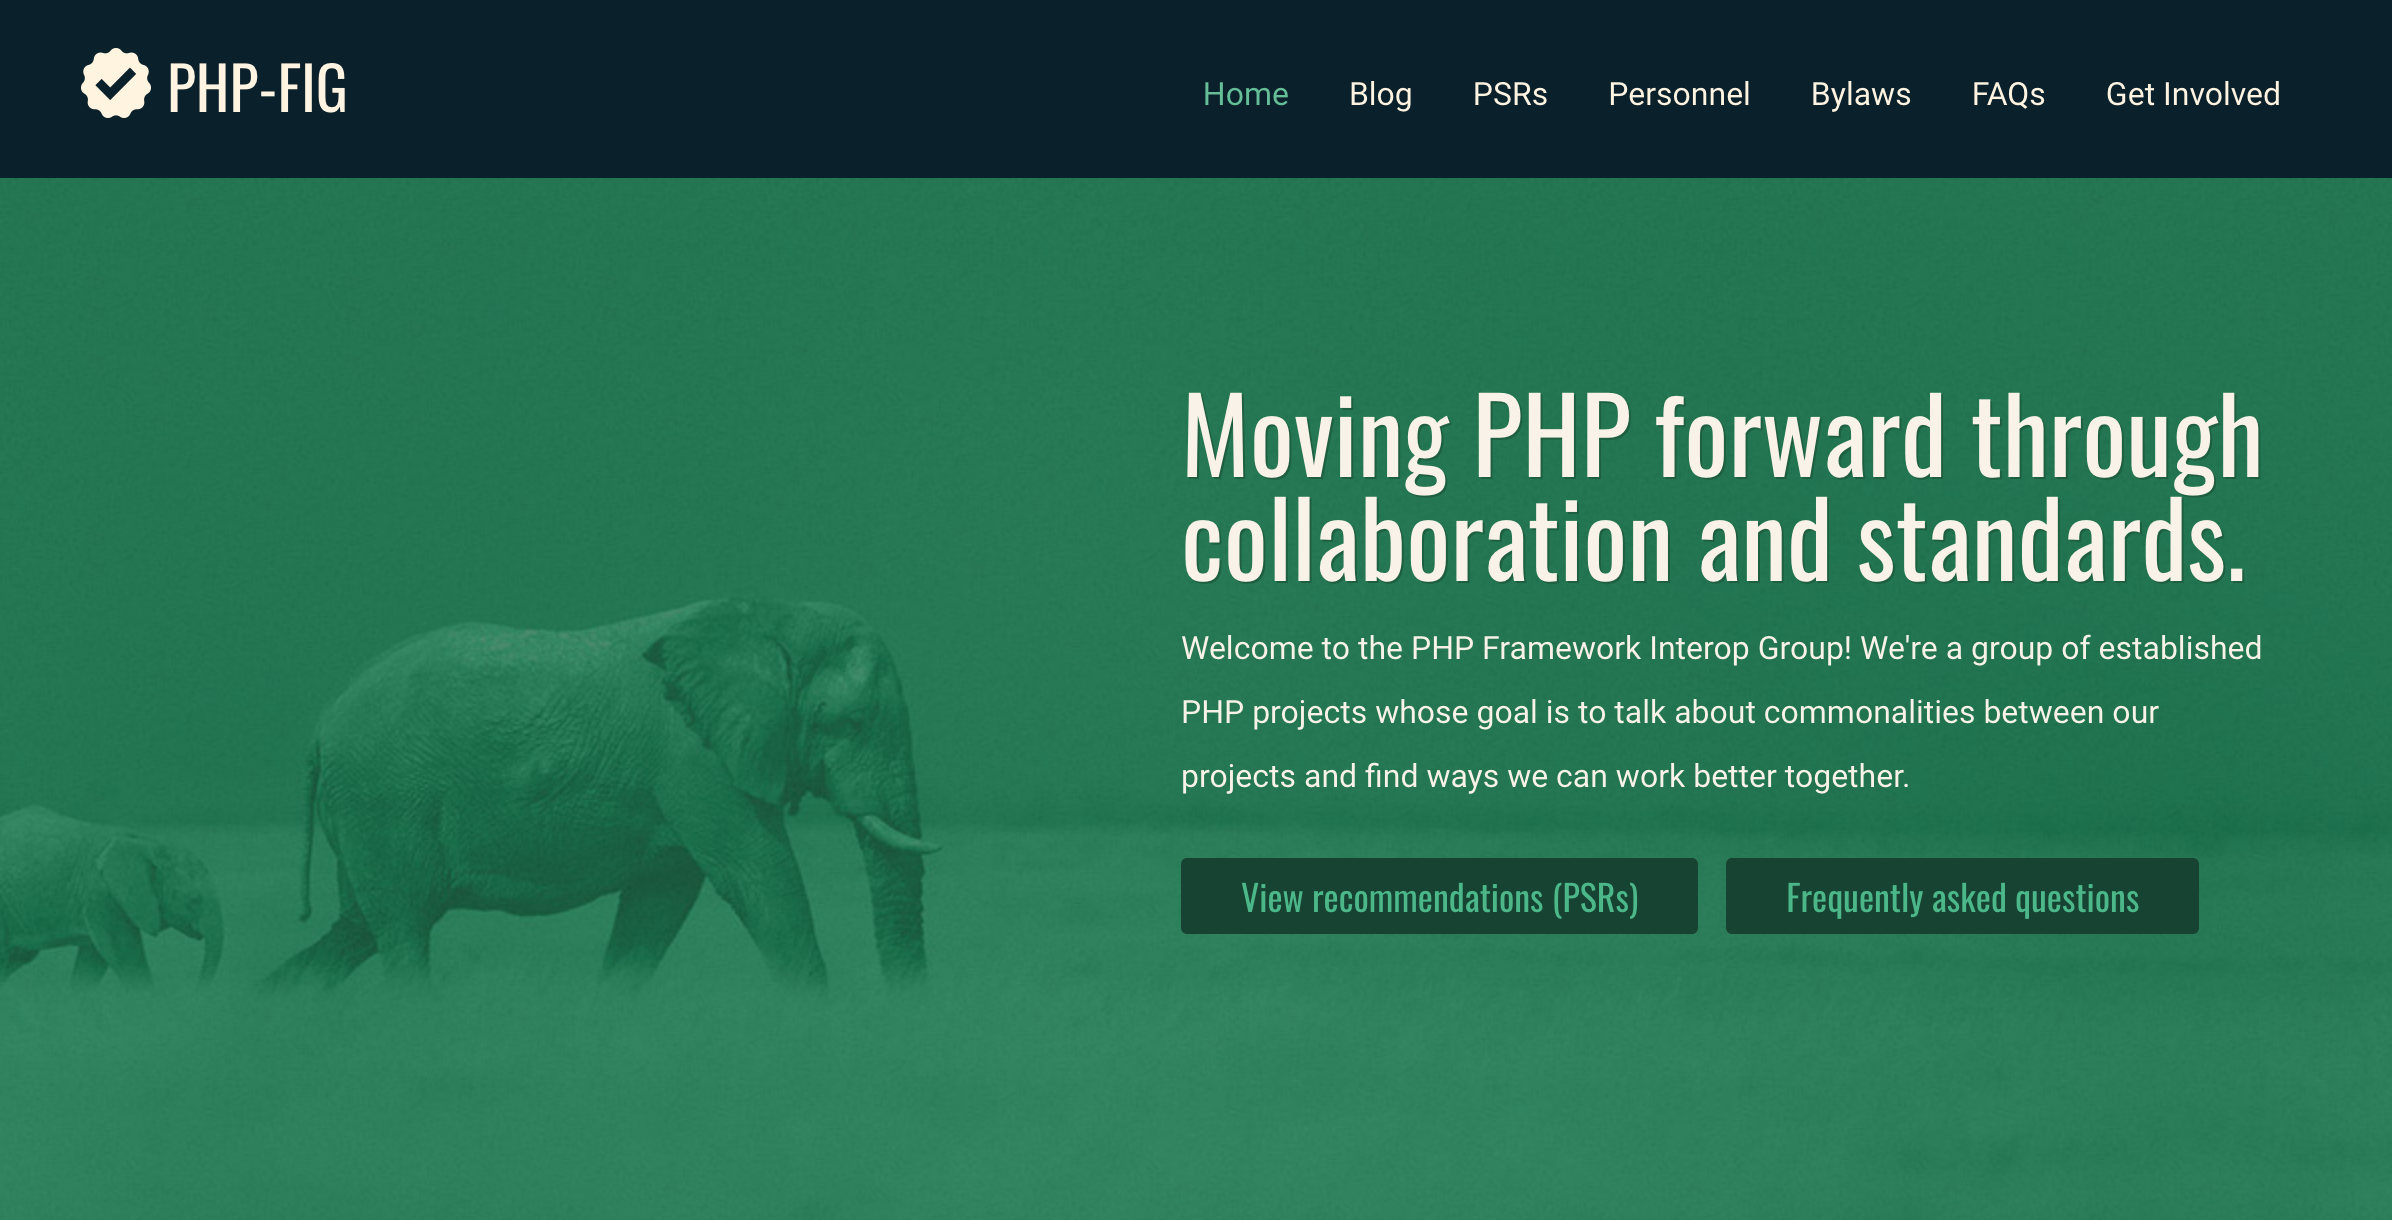 PHP-FIG
Home Blog PSRs Personnel Bylaws FAQs Get Involved
Moving PHP forward through
collaboration and standards.
Welcome to the PHP Framework Interop Group! We're a group of established
PHP projects whose goal is to talk about commonalities between our
projects and find ways we can work better together.
View recommendations (PSRs) Frequently asked questions